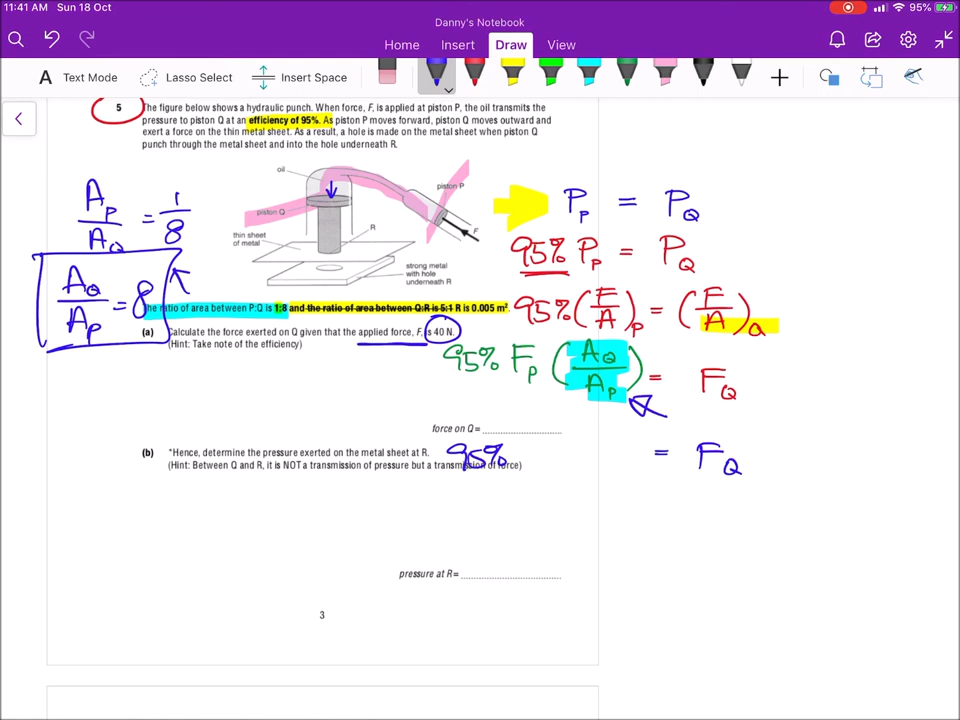 11:41 AM Sun 18 Oct
95%
Danny's Notebook
Home Insert Draw View
A Text Mode Lasso Select Insert Space
5 The figure below shows a hydraulic punch. When force, F, is applied at piston P, the oil transmits the
pressure to piston Q at an efficiency of 95%. As piston P moves forward, piston Q moves outward and
exert a force on the thin metal sheet. As a result, a hole is made on the metal sheet when piston Q
punch through the metal sheet and into the hole underneath R.
oil
piston P
piston Q
R
F
thin sheet
of metal
strong metal
with hole
underneath R
A_P / A_Q = 1/8
A_Q / A_P = 8
P_P = P_Q
95% P_P = P_Q
95% (F/A)_P = (F/A)_Q
The ratio of area between P:Q is 1:8 and the ratio of area between Q:R is 5:1 R is 0.005 m².
(a) Calculate the force exerted on Q given that the applied force, F, is 40 N.
(Hint: Take note of the efficiency)
95% F_P (A_Q / A_P) = F_Q
force on Q =
(b) *Hence, determine the pressure exerted on the metal sheet at R.
(Hint: Between Q and R, it is NOT a transmission of pressure but a transmission of force)
95% = F_Q
pressure at R=
3